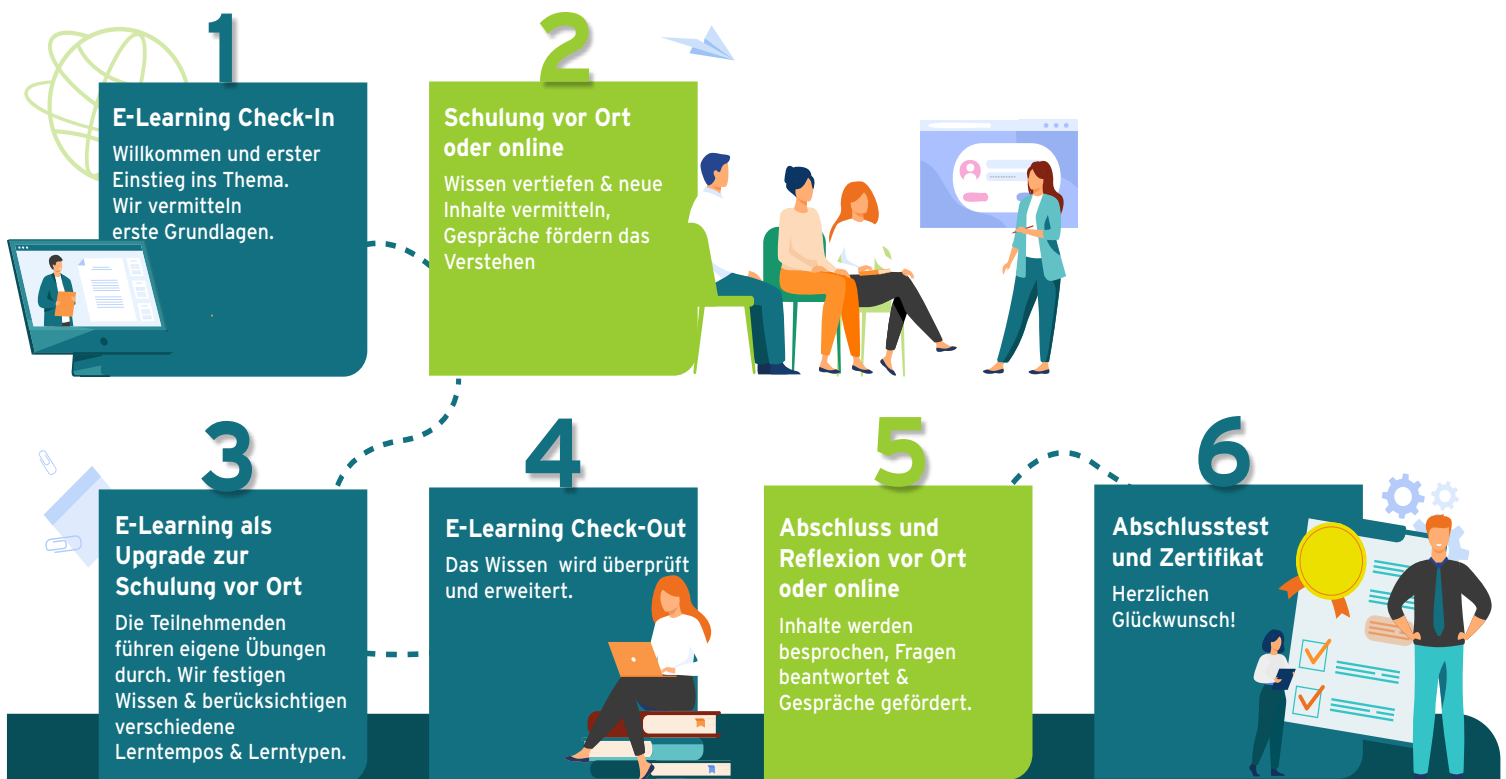 1
E-Learning Check-In
Willkommen und erster
Einstieg ins Thema.
Wir vermitteln
erste Grundlagen.
2
Schulung vor Ort
oder online
Wissen vertiefen & neue
Inhalte vermitteln,
Gespräche fördern das
Verstehen
3
E-Learning als
Upgrade zur
Schulung vor Ort
Die Teilnehmenden
führen eigene Übungen
durch. Wir festigen
Wissen & berücksichtigen
verschiedene
Lerntempos & Lerntypen.
4
E-Learning Check-Out
Das Wissen  wird überprüft
und erweitert.
5
Abschluss und
Reflexion vor Ort
oder online
Inhalte werden
besprochen, Fragen
beantwortet &
Gespräche gefördert.
6
Abschlusstest
und Zertifikat
Herzlichen
Glückwunsch!